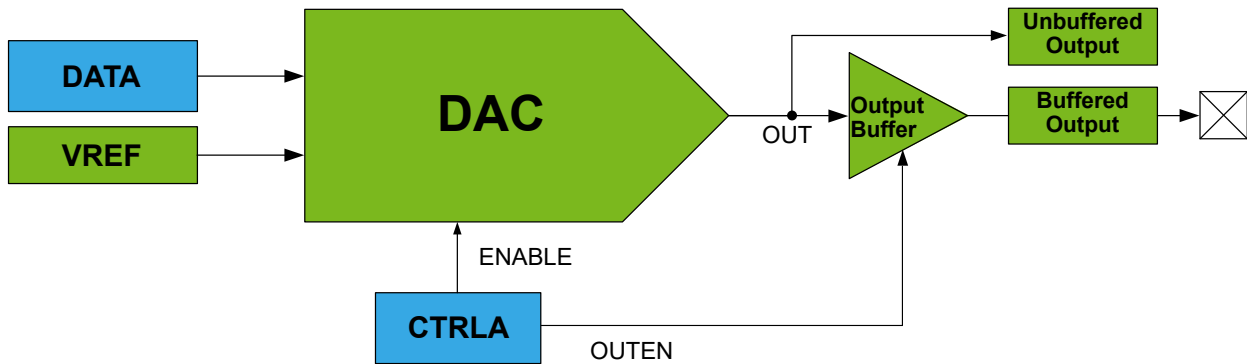 Unbuffered
Output
DATA
DAC
Output
Buffer
Buffered
Output
OUT
VREF
ENABLE
CTRLA
OUTEN